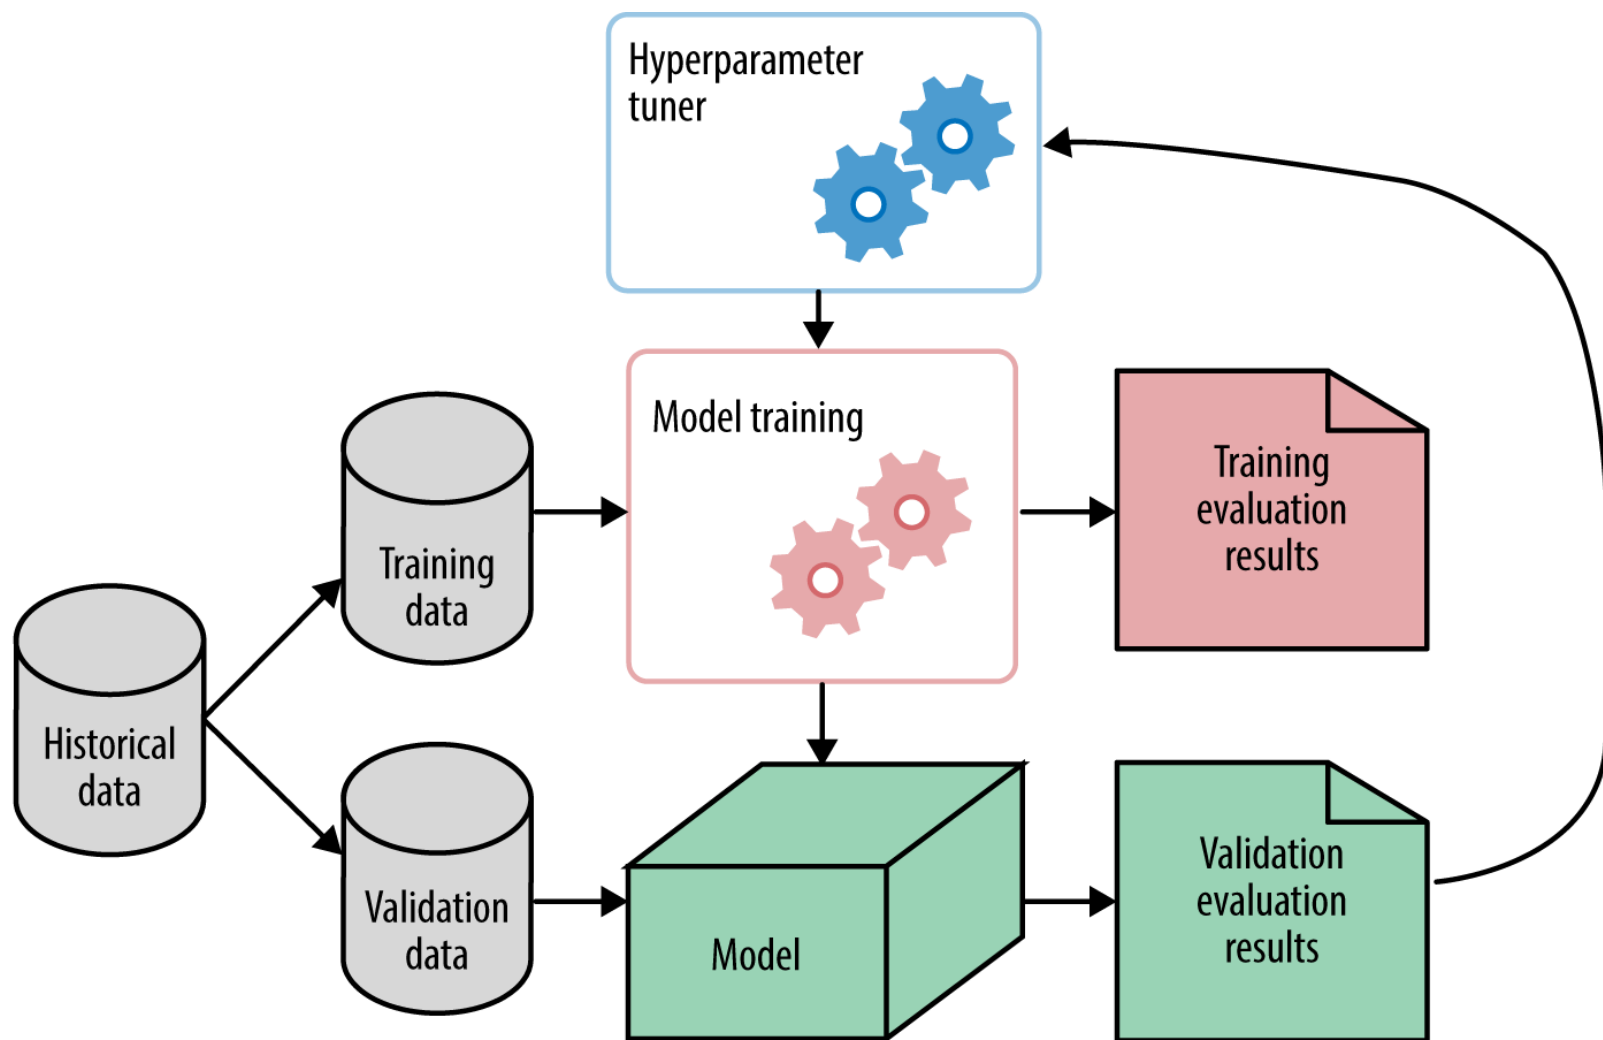 Hyperparameter
tuner
Model training
Training
evaluation
results
Training
data
Historical
data
Validation
data
Model
Validation
evaluation
results